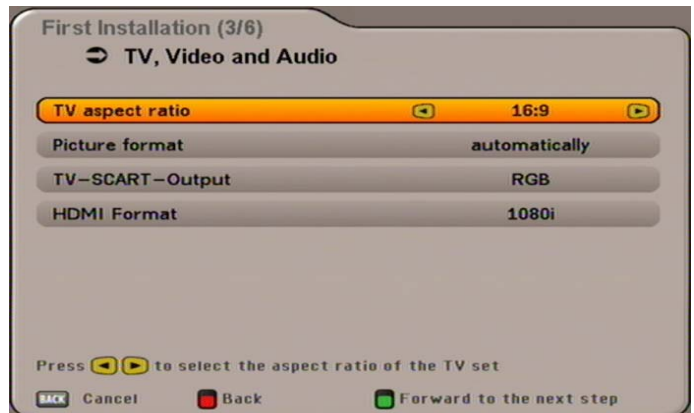 First Installation (3/6)
TV, Video and Audio
TV aspect ratio 16:9
Picture format automatically
TV-SCART-Output RGB
HDMI Format 1080i
Press to select the aspect ratio of the TV set
BACK Cancel Back Forward to the next step